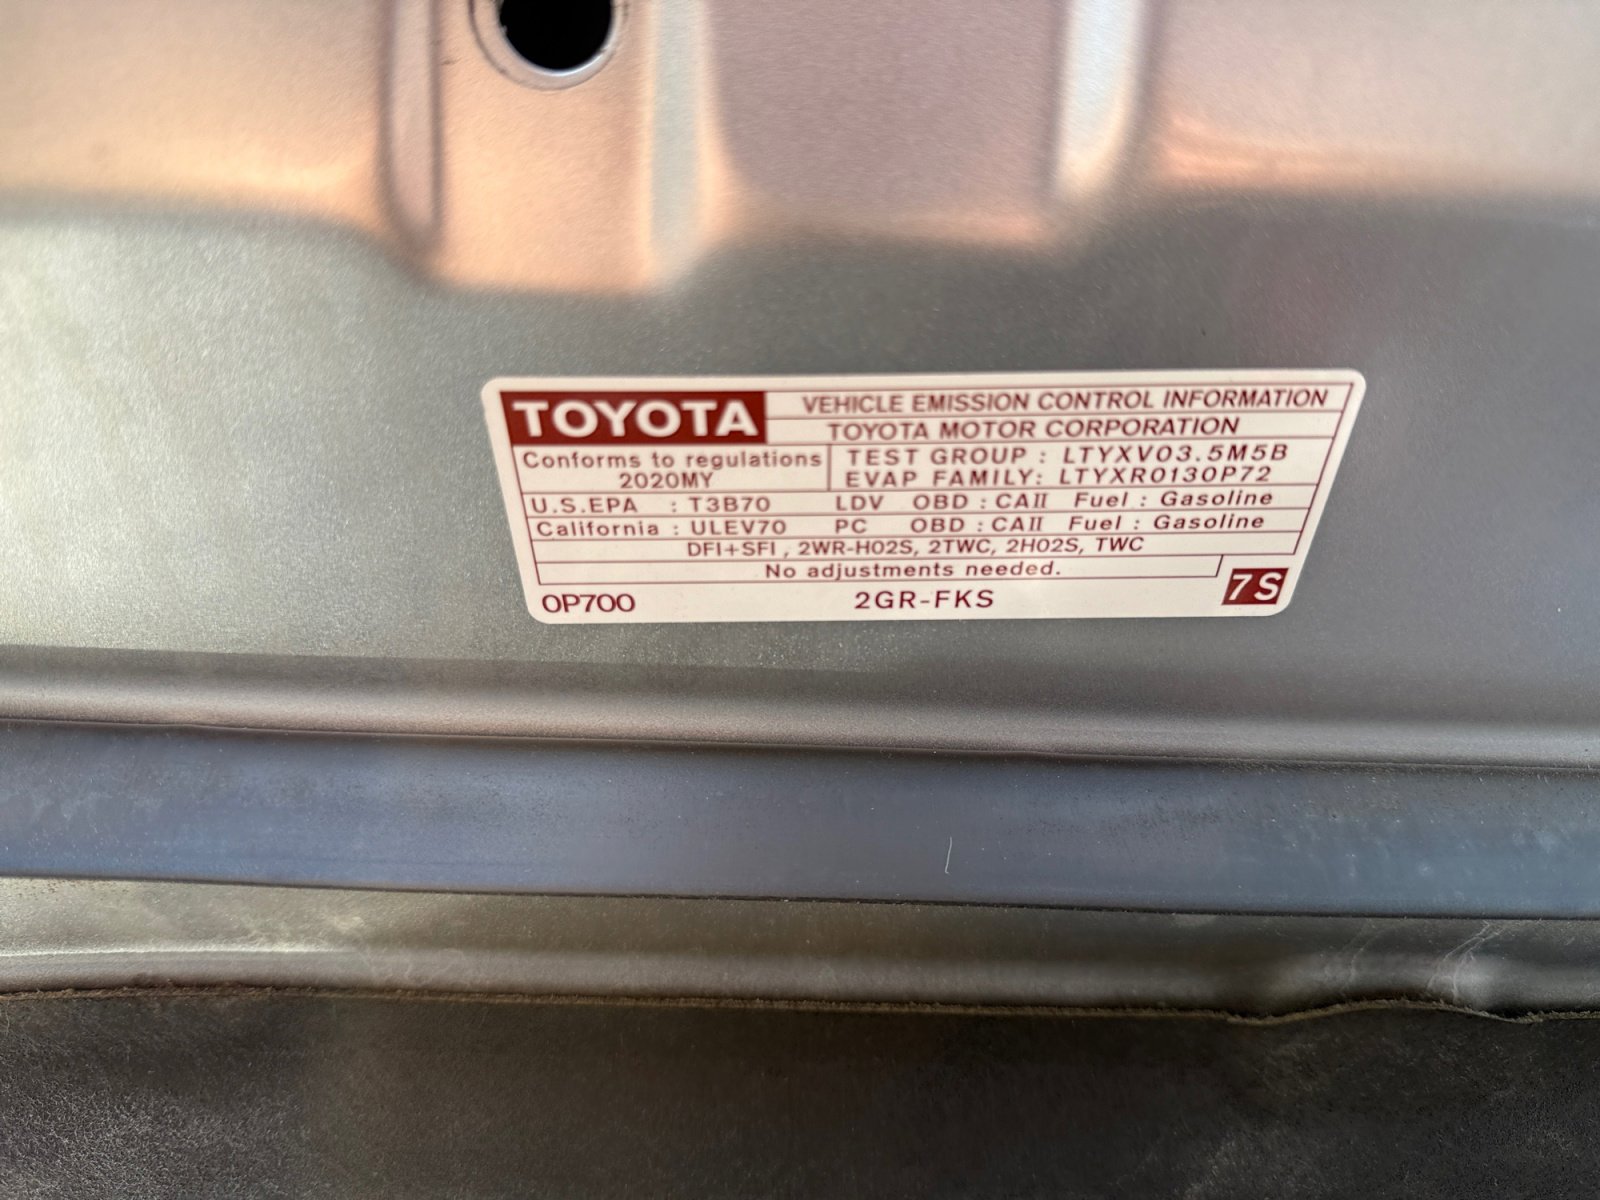 TOYOTA VEHICLE EMISSION CONTROL INFORMATION
TOYOTA MOTOR CORPORATION
Conforms to regulations
2020MY
TEST GROUP : LTYXV03.5M5B
EVAP FAMILY: LTYXR0130P72
U.S.EPA : T3B70 LDV OBD : CAII Fuel : Gasoline
California : ULEV70 PC OBD : CAII Fuel : Gasoline
DFI+SFI , 2WR-HO2S, 2TWC, 2HO2S, TWC
No adjustments needed.
0P700 2GR-FKS 7S